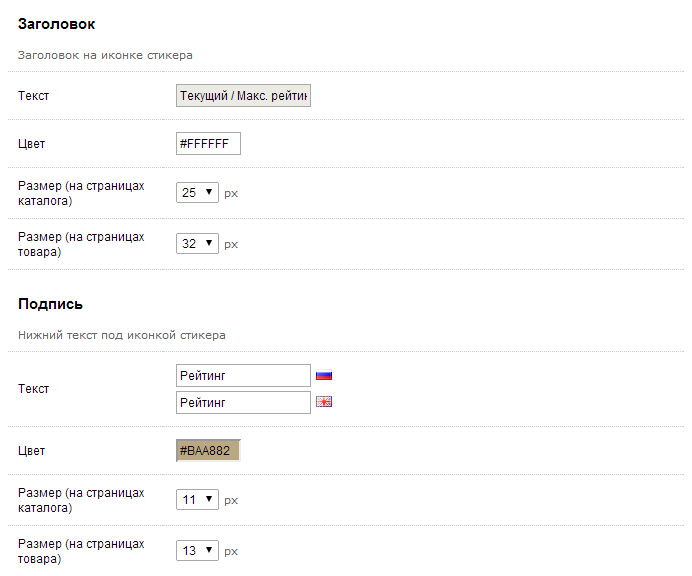 Заголовок
Заголовок на иконке стикера
Текст
Текущий / Макс. рейтин
Цвет
#FFFFFF
Размер (на страницах
каталога)
25 px
Размер (на страницах
товара)
32 px
Подпись
Нижний текст под иконкой стикера
Текст
Рейтинг
Рейтинг
Цвет
#BAA882
Размер (на страницах
каталога)
11 px
Размер (на страницах
товара)
13 px